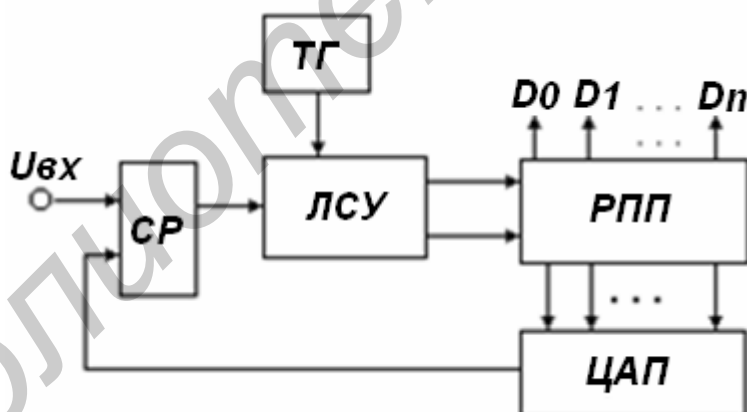 ТГ
D0 D1 . . . Dn
. . .
Uвх
СР
ЛСУ
РПП
. . .
ЦАП